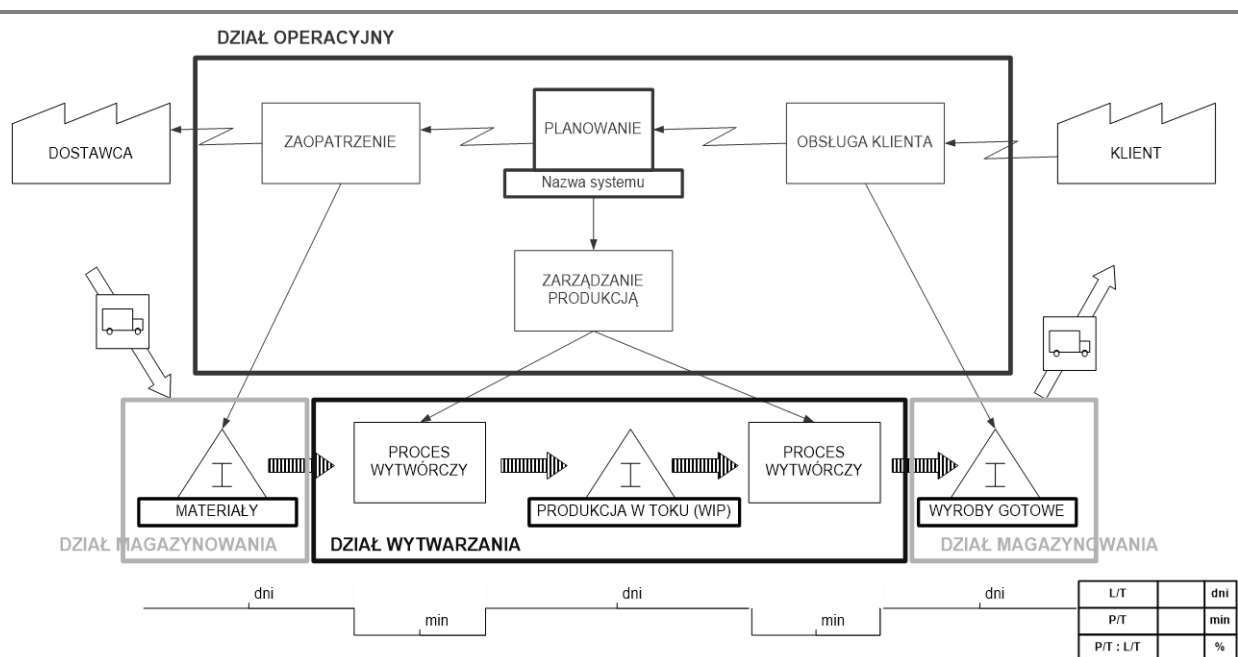 DZIAŁ OPERACYJNY
DOSTAWCA
ZAOPATRZENIE
PLANOWANIE
Nazwa systemu
OBSŁUGA KLIENTA
KLIENT
ZARZĄDZANIE
PRODUKCJĄ
I
MATERIAŁY
PROCES
WYTWÓRCZY
I
PRODUKCJA W TOKU (WIP)
PROCES
WYTWÓRCZY
I
WYROBY GOTOWE
DZIAŁ MAGAZYNOWANIA
DZIAŁ WYTWARZANIA
DZIAŁ MAGAZYNOWANIA
dni
min
dni
min
dni
L/T dni
P/T min
P/T : L/T %